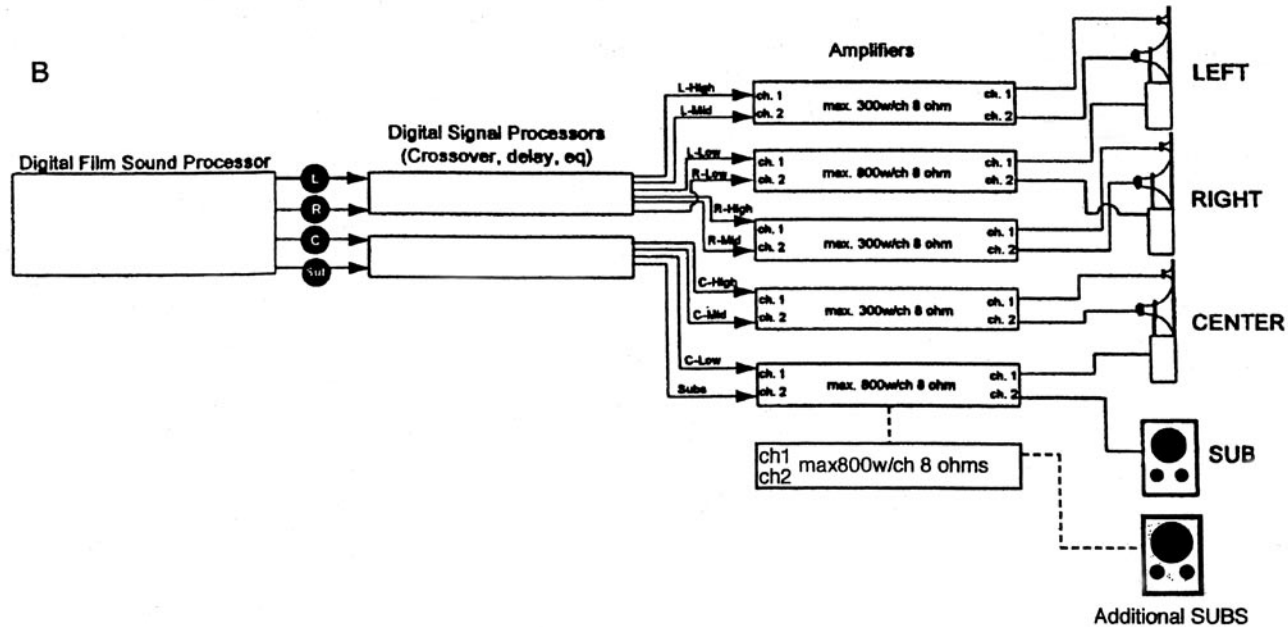 B
Digital Film Sound Processor
L
R
C
Sub
Digital Signal Processors
(Crossover, delay, eq)
Amplifiers
L-High
L-Mid
ch. 1
ch. 2
max. 300w/ch 8 ohm
ch. 1
ch. 2
LEFT
L-Low
R-Low
ch. 1
ch. 2
max. 800w/ch 8 ohm
ch. 1
ch. 2
RIGHT
R-High
R-Mid
ch. 1
ch. 2
max. 300w/ch 8 ohm
ch. 1
ch. 2
C-High
C-Mid
ch. 1
ch. 2
max. 300w/ch 8 ohm
ch. 1
ch. 2
CENTER
C-Low
Subs
ch. 1
ch. 2
max. 800w/ch 8 ohm
ch. 1
ch. 2
SUB
ch1
ch2
max800w/ch 8 ohms
Additional SUBS